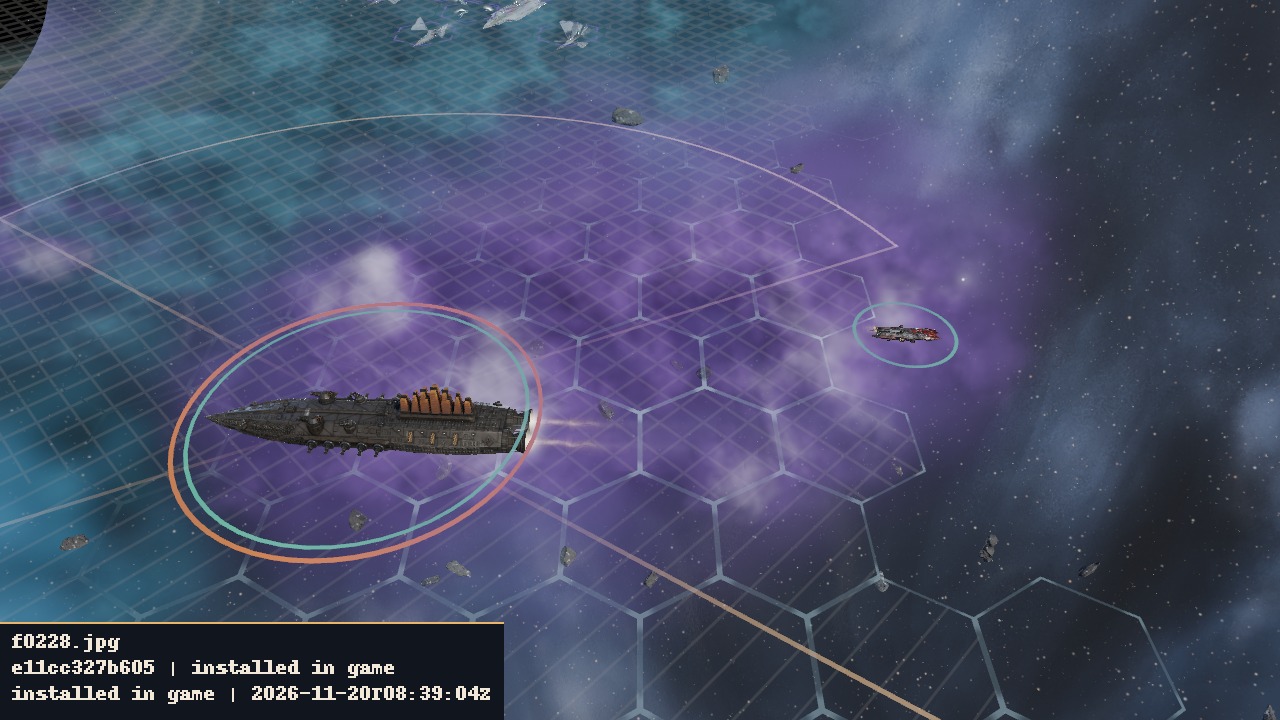 f0228.jpg
e11cc327b605 | installed in game
installed in game | 2026-11-20T08:39:04Z